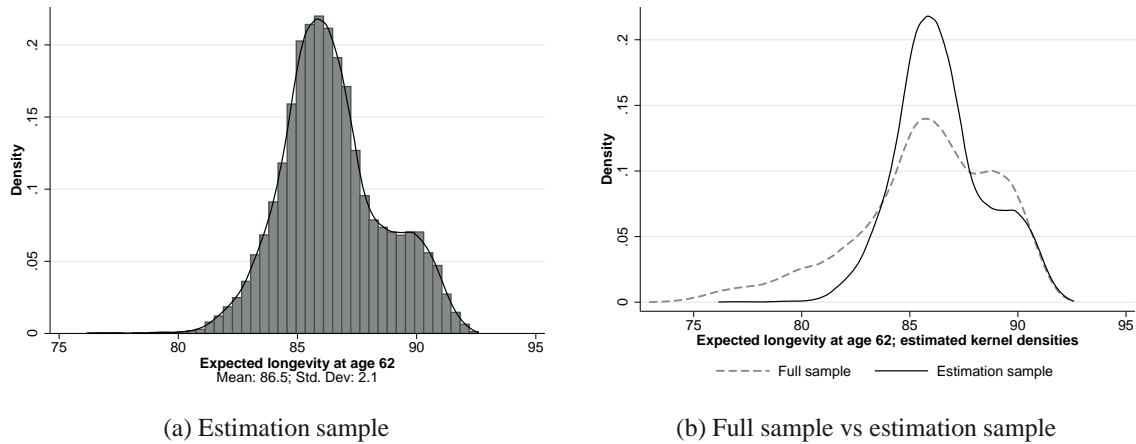 Density
.2
.15
.1
.05
0
75 80 85 90 95
Expected longevity at age 62
Mean: 86.5; Std. Dev: 2.1
(a) Estimation sample
Density
.2
.15
.1
.05
0
75 80 85 90 95
Expected longevity at age 62; estimated kernel densities
Full sample Estimation sample
(b) Full sample vs estimation sample